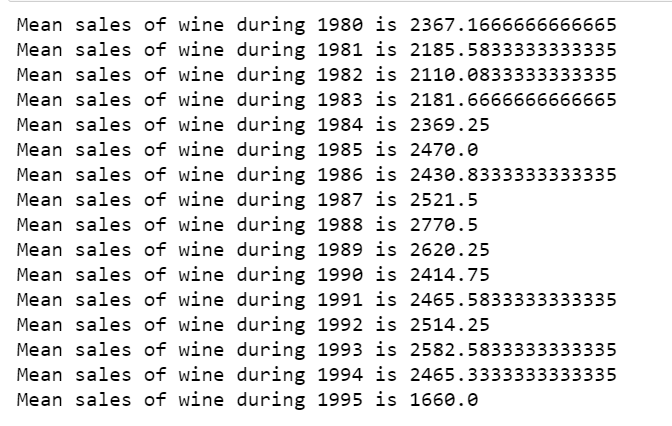 Mean sales of wine during 1980 is 2367.1666666666665
Mean sales of wine during 1981 is 2185.5833333333335
Mean sales of wine during 1982 is 2110.0833333333335
Mean sales of wine during 1983 is 2181.6666666666665
Mean sales of wine during 1984 is 2369.25
Mean sales of wine during 1985 is 2470.0
Mean sales of wine during 1986 is 2430.8333333333335
Mean sales of wine during 1987 is 2521.5
Mean sales of wine during 1988 is 2770.5
Mean sales of wine during 1989 is 2620.25
Mean sales of wine during 1990 is 2414.75
Mean sales of wine during 1991 is 2465.5833333333335
Mean sales of wine during 1992 is 2514.25
Mean sales of wine during 1993 is 2582.5833333333335
Mean sales of wine during 1994 is 2465.3333333333335
Mean sales of wine during 1995 is 1660.0